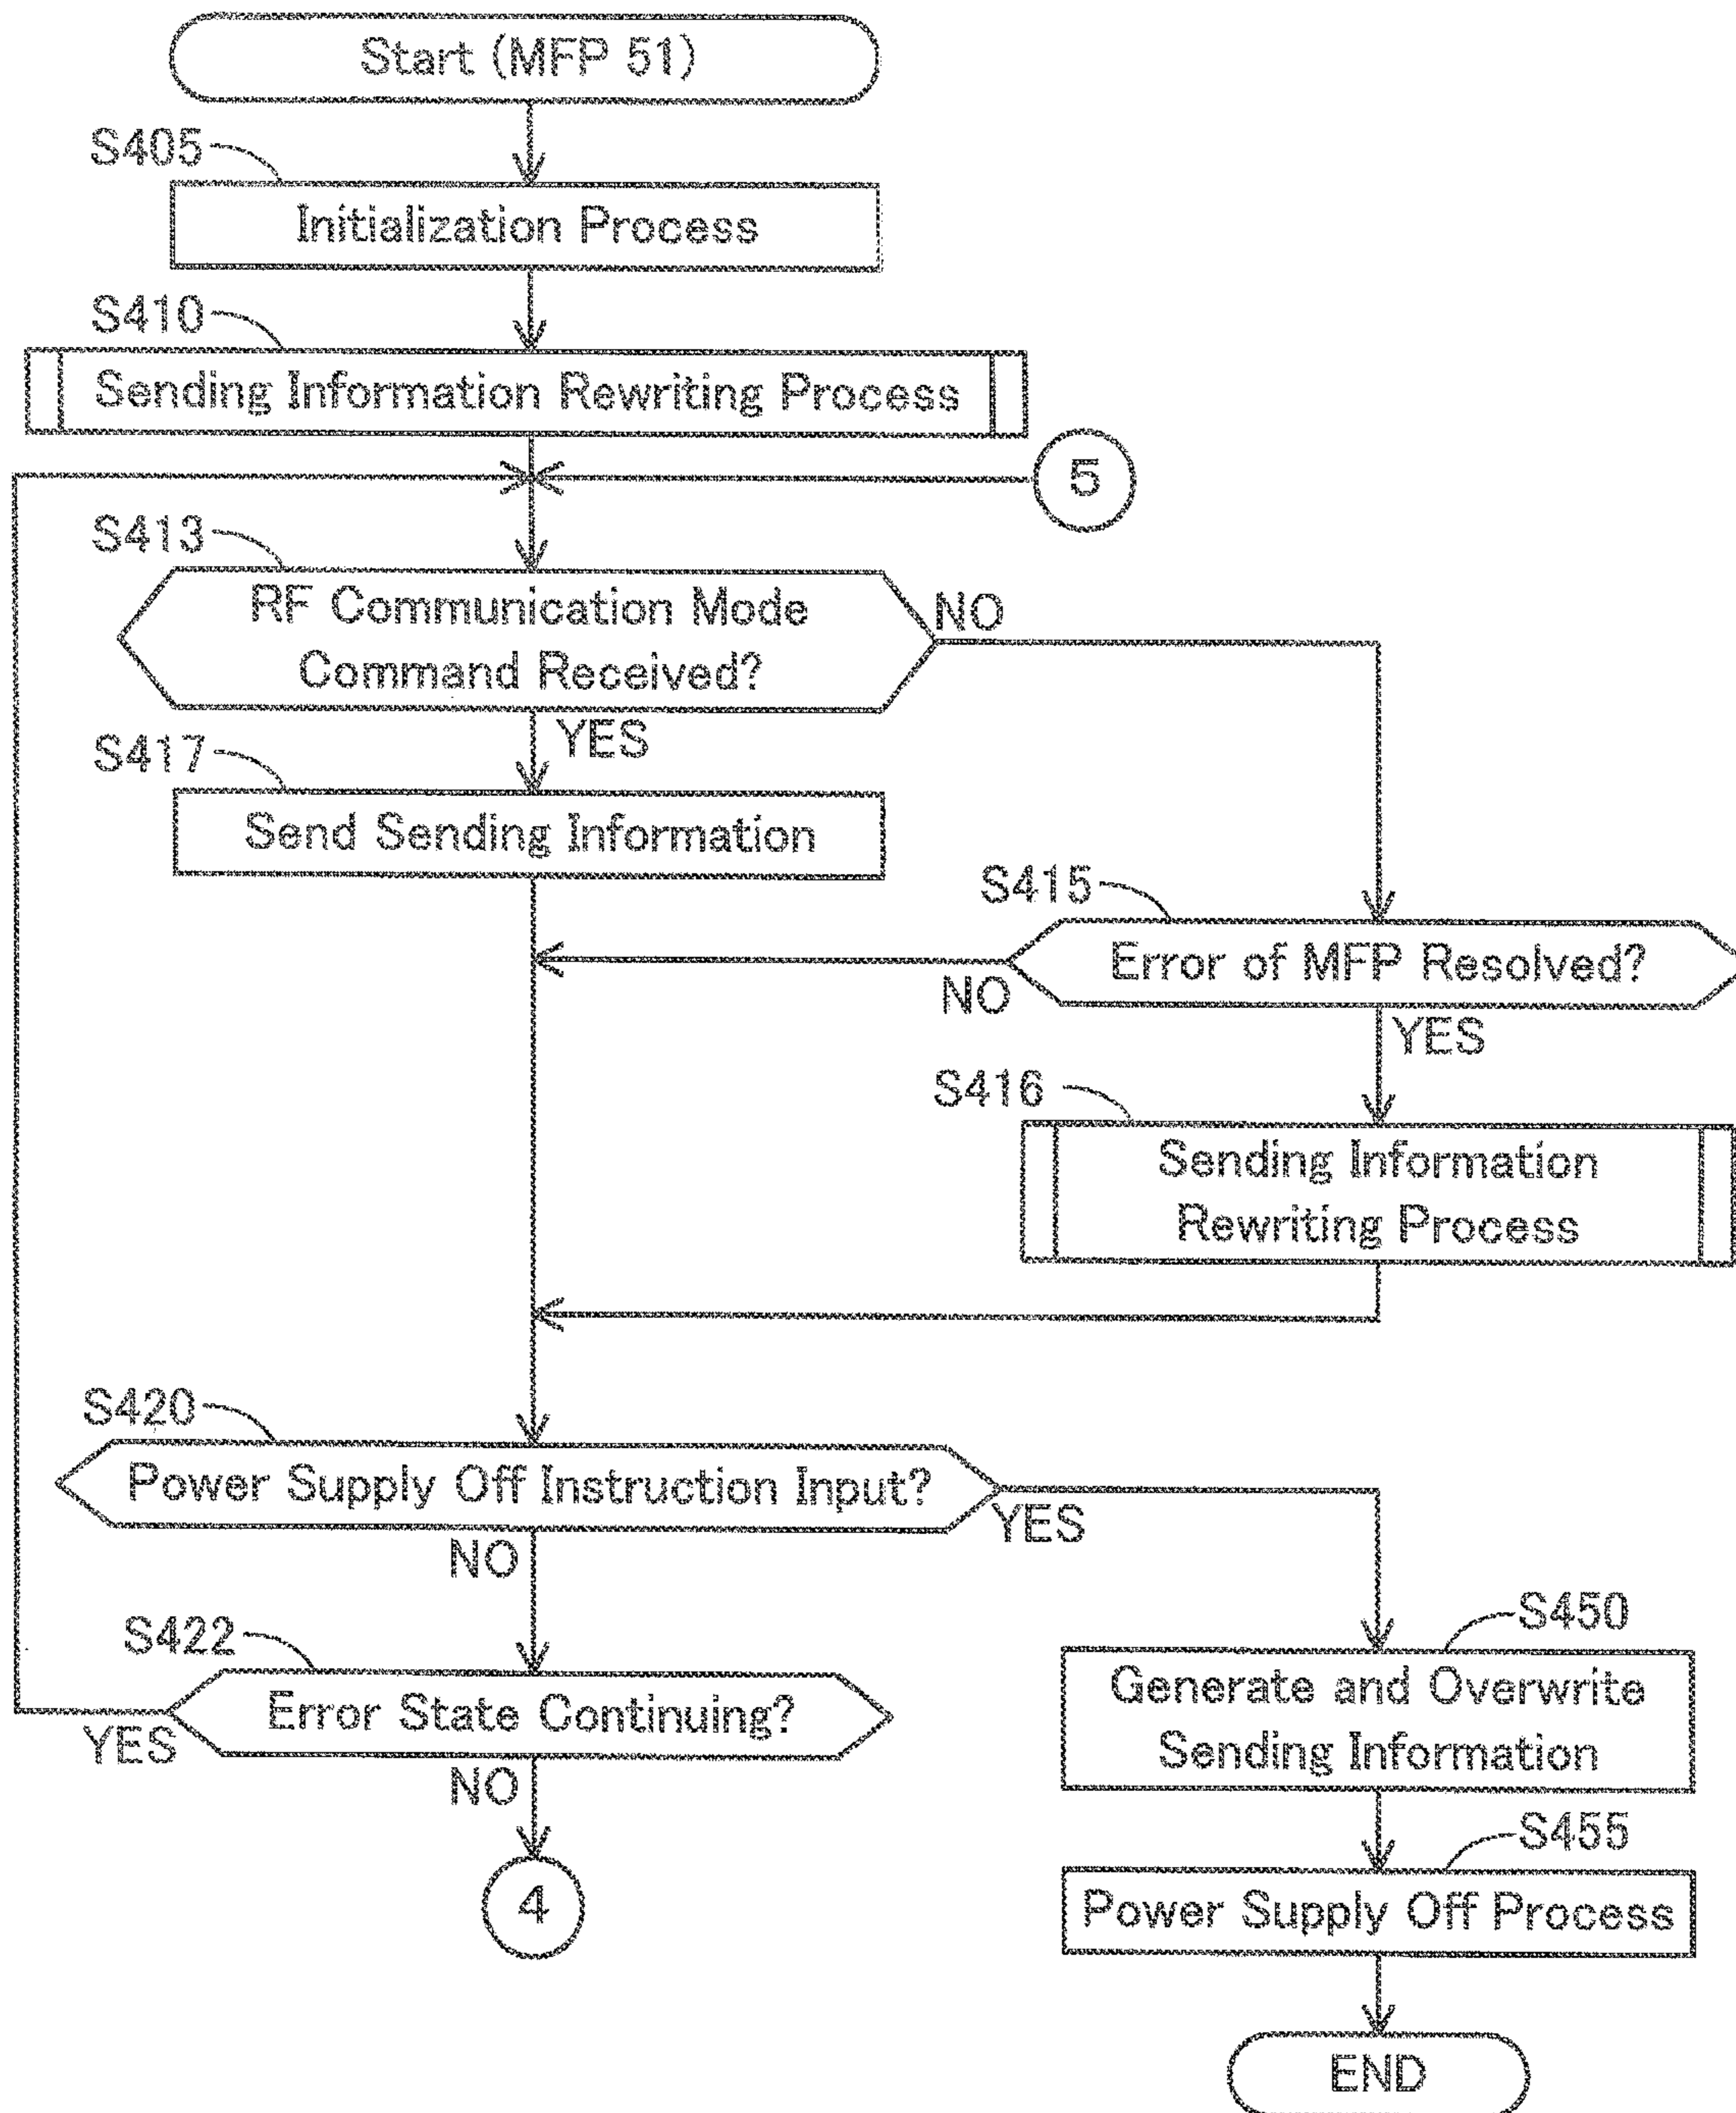 Start (MFP 51)
S405
Initialization Process
S410
Sending Information Rewriting Process
5
S413
RF Communication Mode
Command Received?
NO
YES
S417
Send Sending Information
S415
Error of MFP Resolved?
NO
YES
S416
Sending Information
Rewriting Process
S420
Power Supply Off Instruction Input?
YES
NO
S422
Error State Continuing?
YES
NO
4
S450
Generate and Overwrite
Sending Information
S455
Power Supply Off Process
END